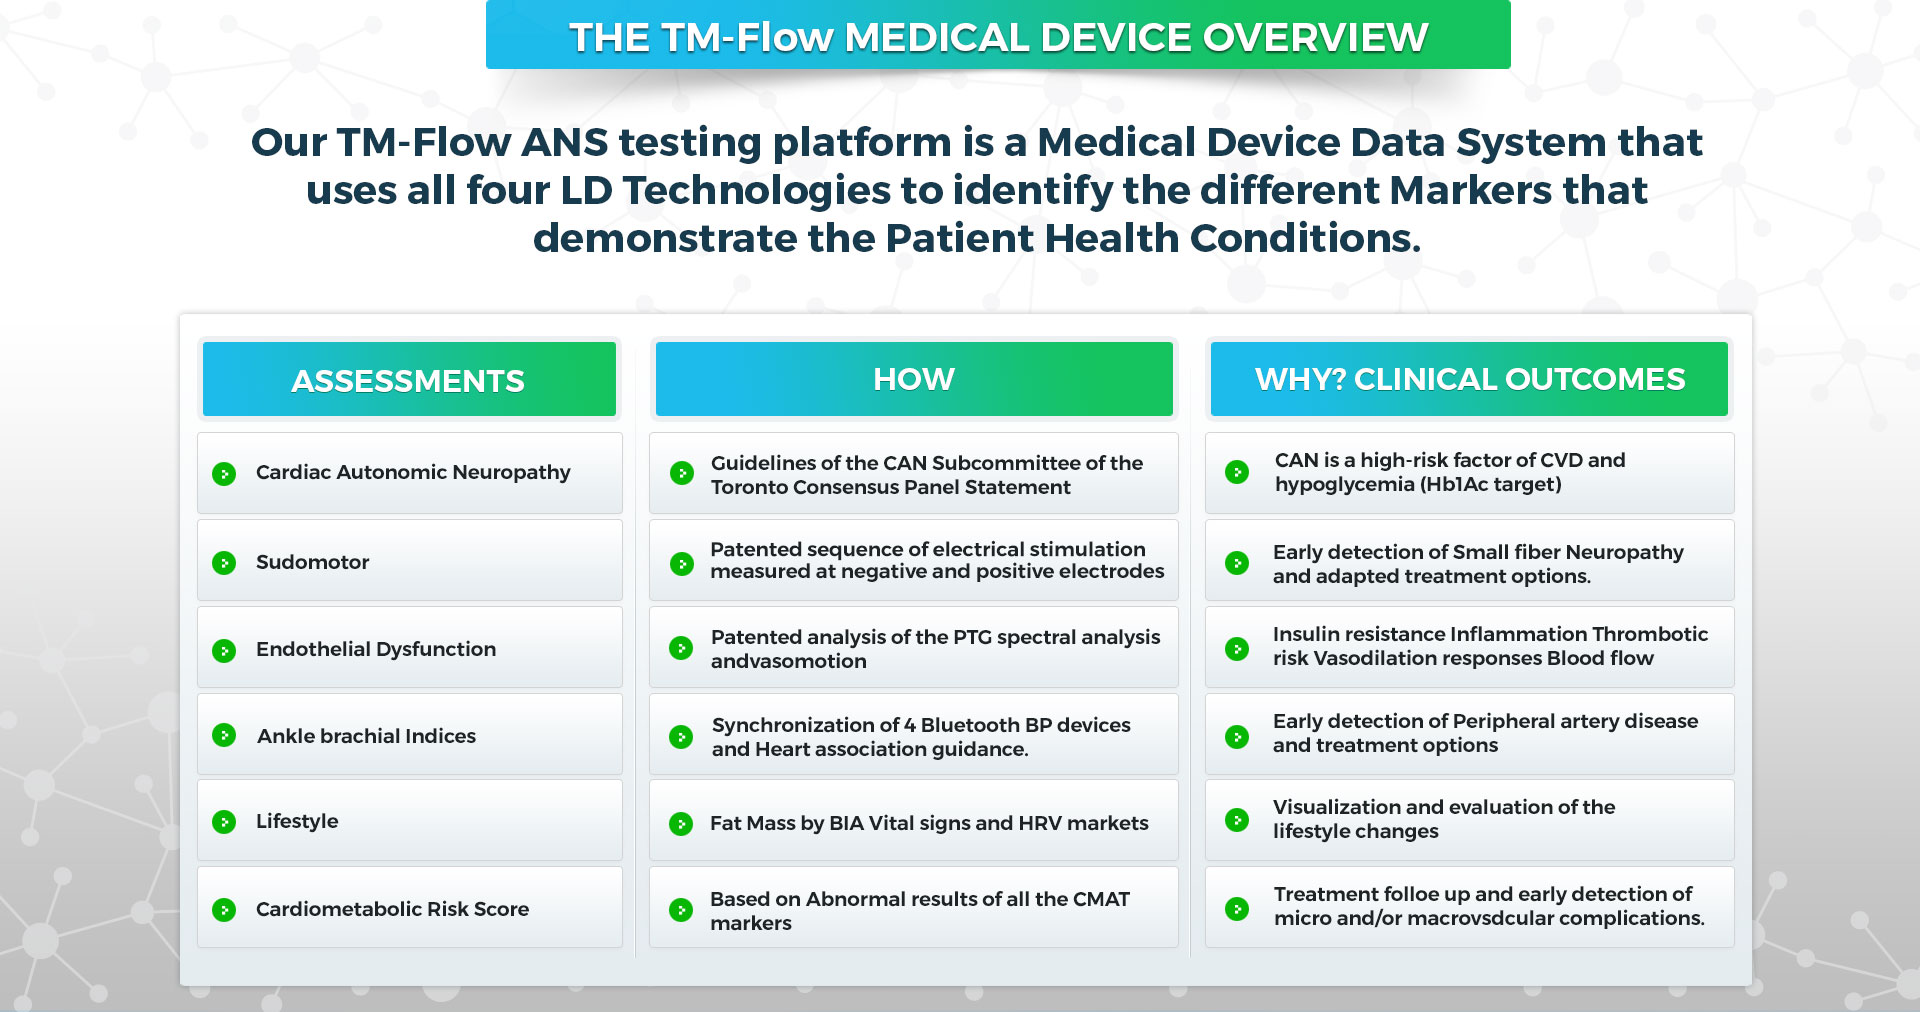 THE TM-Flow MEDICAL DEVICE OVERVIEW
Our TM-Flow ANS testing platform is a Medical Device Data System that
uses all four LD Technologies to identify the different Markers that
demonstrate the Patient Health Conditions.
ASSESSMENTS
HOW
WHY? CLINICAL OUTCOMES
Cardiac Autonomic Neuropathy
Guidelines of the CAN Subcommittee of the
Toronto Consensus Panel Statement
CAN is a high-risk factor of CVD and
hypoglycemia (Hb1Ac target)
Sudomotor
Patented sequence of electrical stimulation
measured at negative and positive electrodes
Early detection of Small fiber Neuropathy
and adapted treatment options.
Endothelial Dysfunction
Patented analysis of the PTG spectral analysis
andvasomotion
Insulin resistance Inflammation Thrombotic
risk Vasodilation responses Blood flow
Ankle brachial Indices
Synchronization of 4 Bluetooth BP devices
and Heart association guidance.
Early detection of Peripheral artery disease
and treatment options
Lifestyle
Fat Mass by BIA Vital signs and HRV markets
Visualization and evaluation of the
lifestyle changes
Cardiometabolic Risk Score
Based on Abnormal results of all the CMAT
markers
Treatment folloe up and early detection of
micro and/or macrovsdcular complications.